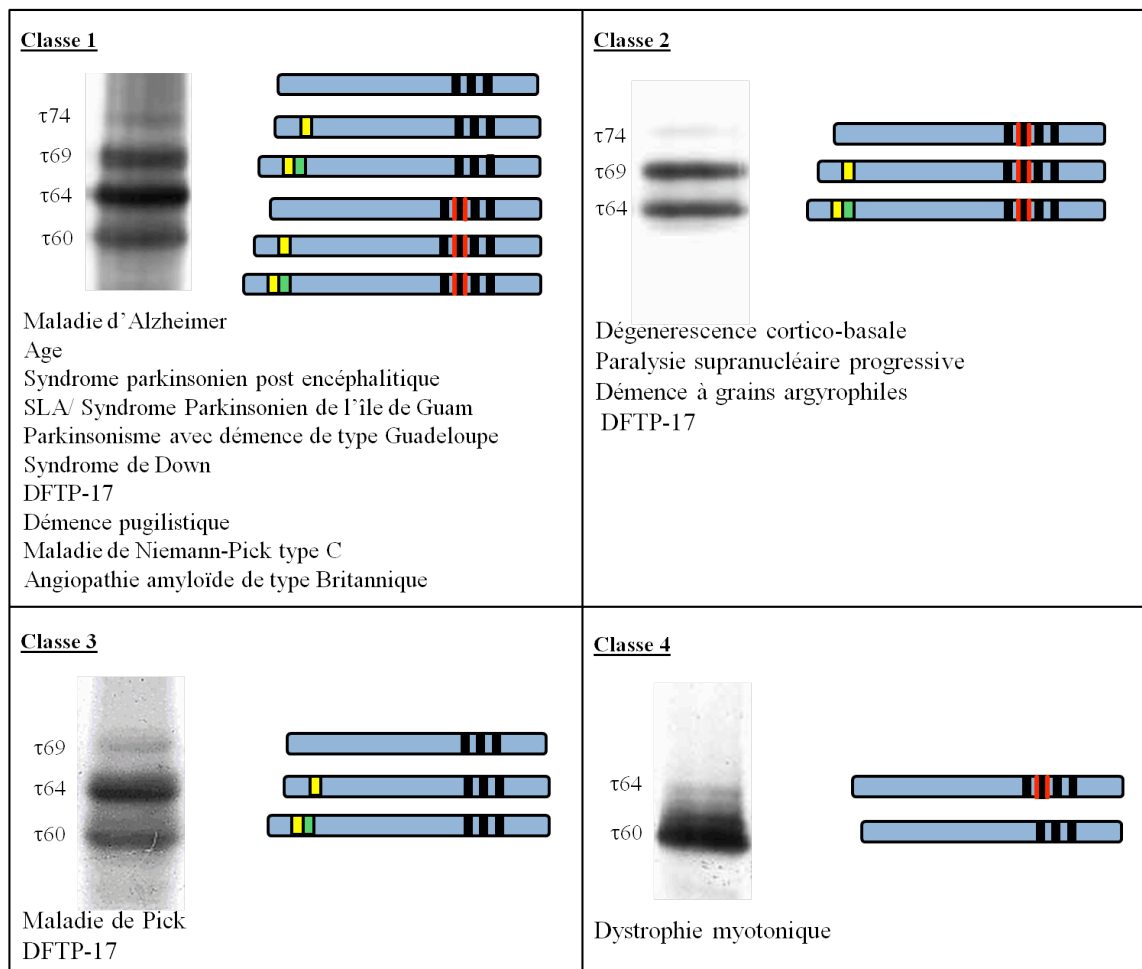 Classe 1
τ74
τ69
τ64
τ60
Maladie d'Alzheimer
Age
Syndrome parkinsonien post encéphalitique
SLA/ Syndrome Parkinsonien de l'île de Guam
Parkinsonisme avec démence de type Guadeloupe
Syndrome de Down
DFTP-17
Démence pugilistique
Maladie de Niemann-Pick type C
Angiopathie amyloïde de type Britannique
Classe 2
τ74
τ69
τ64
Dégénérescence cortico-basale
Paralysie supranucléaire progressive
Démence à grains argyrophiles
DFTP-17
Classe 3
τ69
τ64
τ60
Maladie de Pick
DFTP-17
Classe 4
τ64
τ60
Dystrophie myotonique